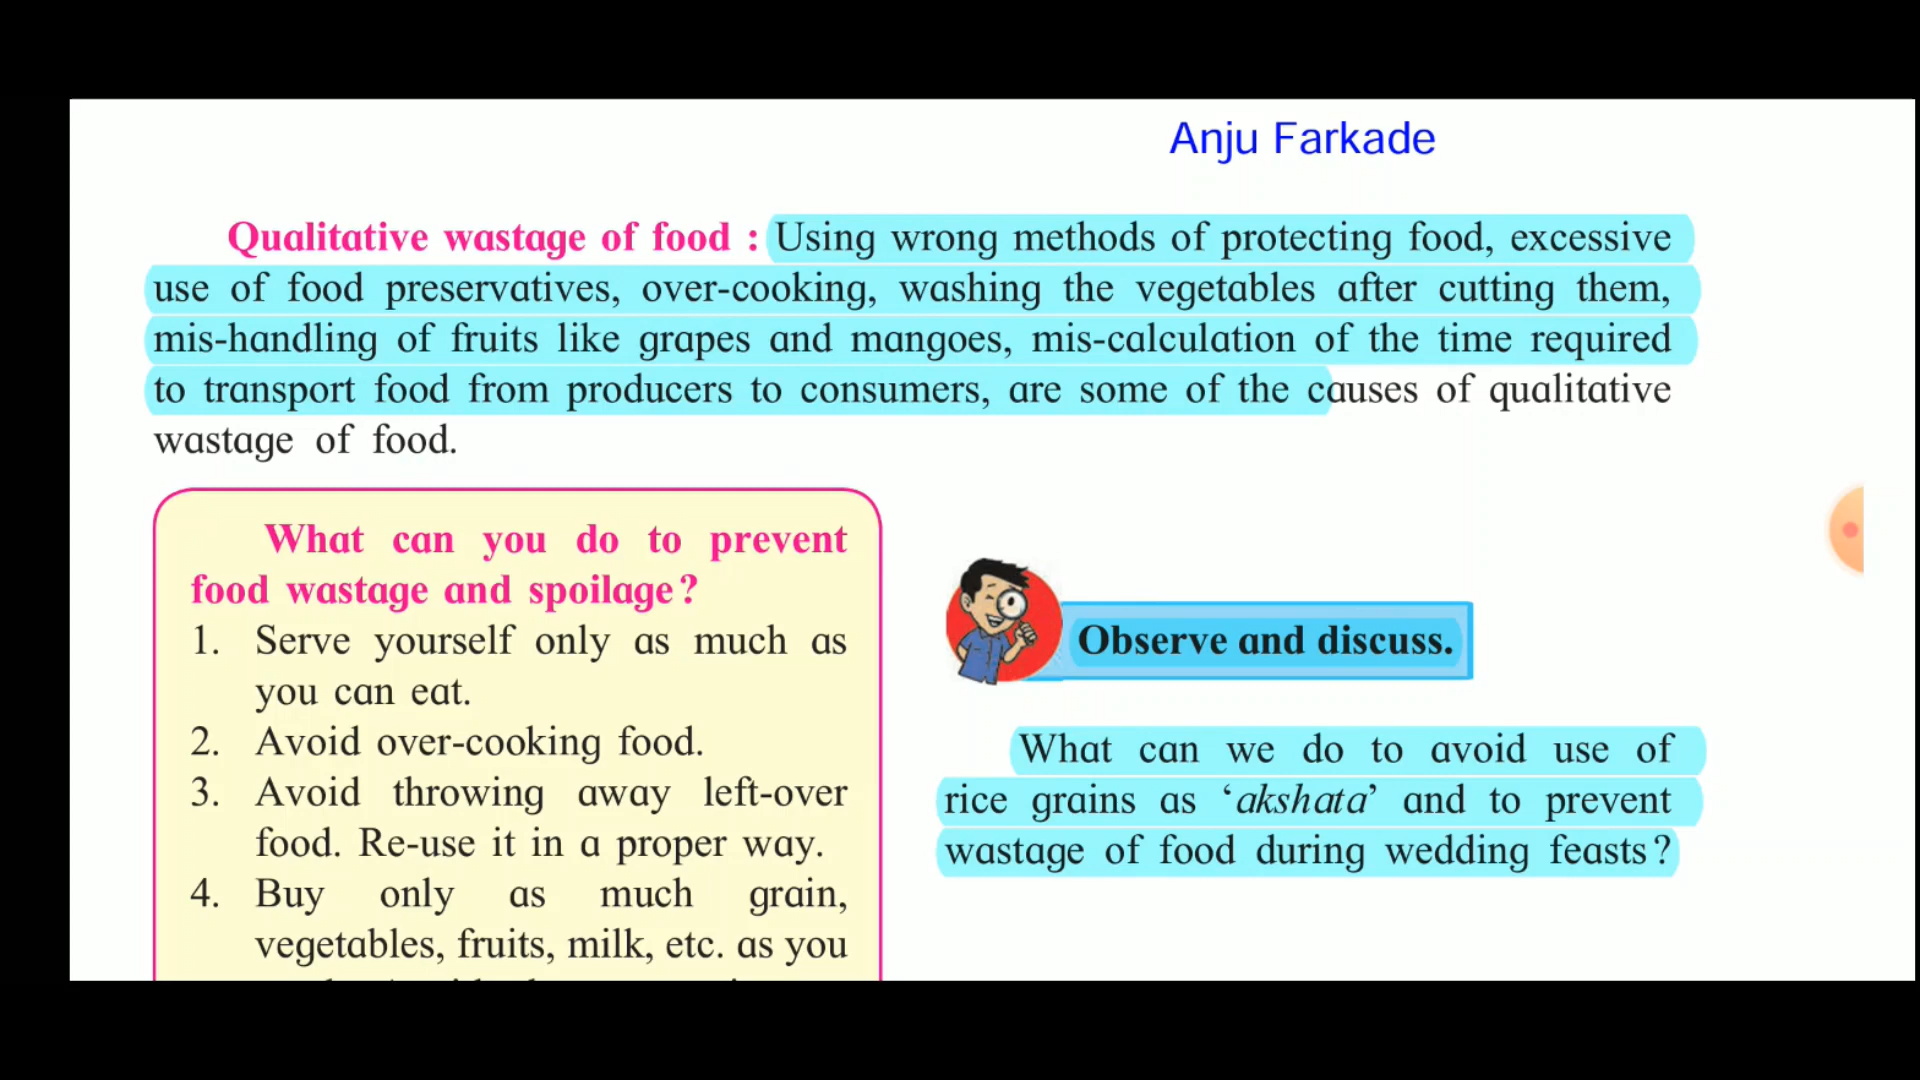 Anju Farkade
Qualitative wastage of food : Using wrong methods of protecting food, excessive
use of food preservatives, over-cooking, washing the vegetables after cutting them,
mis-handling of fruits like grapes and mangoes, mis-calculation of the time required
to transport food from producers to consumers, are some of the causes of qualitative
wastage of food.
What can you do to prevent
food wastage and spoilage?
1. Serve yourself only as much as
you can eat.
2. Avoid over-cooking food.
3. Avoid throwing away left-over
food. Re-use it in a proper way.
4. Buy only as much grain,
vegetables, fruits, milk, etc. as you
Observe and discuss.
What can we do to avoid use of
rice grains as ‘akshata’ and to prevent
wastage of food during wedding feasts?